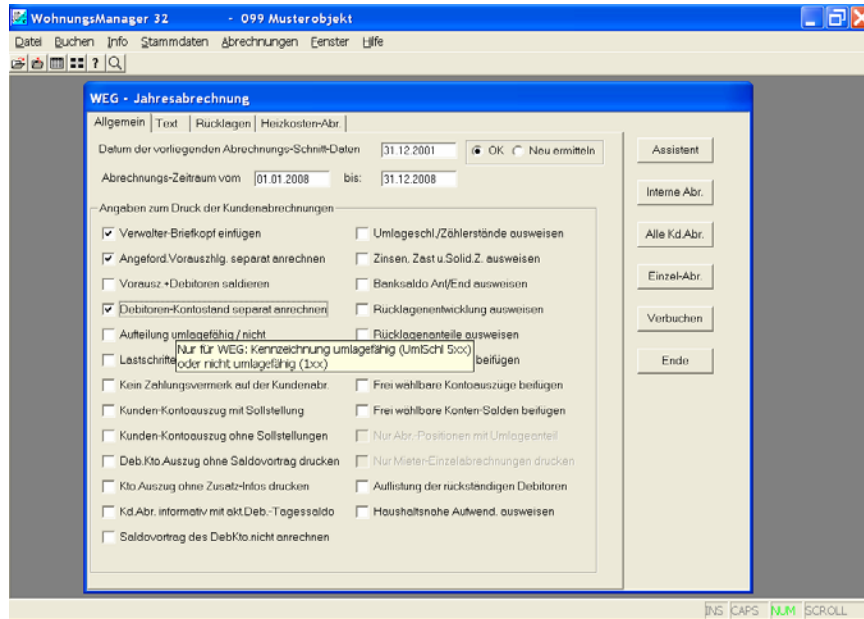 WohnungsManager 32 - 099 Musterobjekt
Datei Buchen Info Stammdaten Abrechnungen Fenster Hilfe
WEG - Jahresabrechnung
Allgemein Text Rücklagen Heizkosten-Abr.
Datum der vorliegenden Abrechnungs-Schnitt-Daten 31.12.2001 OK Neu ermitteln
Abrechnungs-Zeitraum vom 01.01.2008 bis: 31.12.2008
Angaben zum Druck der Kundenabrechnungen
Verwalter-Briefkopf einfügen
Angeford.Vorauszhlg. separat anrechnen
Vorausz.+Debitoren saldieren
Debitoren-Kontostand separat anrechnen
Aufteilung umlagefähig / nicht
Lastschrifte
Nur für WEG: Kennzeichnung umlagefähig (UmlSchl 5xx)
oder nicht umlagefähig (1xx)
Kein Zahlungsvermerk auf der Kundenabr.
Kunden-Kontoauszug mit Sollstellung
Kunden-Kontoauszug ohne Sollstellungen
Deb.Kto.Auszug ohne Saldovortrag drucken
Kto.Auszug ohne Zusatz-Infos drucken
Kd.Abr. informativ mit akt.Deb.-Tagessaldo
Saldovortrag des DebKto.nicht anrechnen
Umlageschl./Zählerstände ausweisen
Zinsen, Zast u.Solid.Z. ausweisen
Banksaldo Anf/End ausweisen
Rücklagenentwicklung ausweisen
Rücklagenanteile ausweisen
beifügen
Frei wählbare Kontoauszüge beifügen
Frei wählbare Konten-Salden beifügen
Nur Abr.-Positionen mit Umlageanteil
Nur Mieter-Einzelabrechnungen drucken
Auflistung der rückständigen Debitoren
Haushaltsnahe Aufwend. ausweisen
Assistent
Interne Abr.
Alle Kd.Abr.
Einzel-Abr.
Verbuchen
Ende
INS CAPS NUM SCROLL